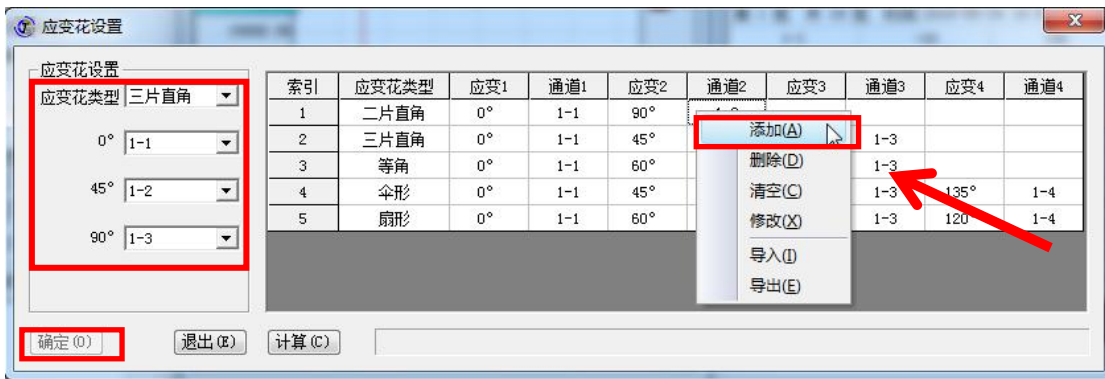 应变花设置
应变花设置
应变花类型 三片直角
0° 1-1
45° 1-2
90° 1-3
索引 应变花类型 应变1 通道1 应变2 通道2 应变3 通道3 应变4 通道4
1 二片直角 0° 1-1 90°
2 三片直角 0° 1-1 45° 1-3
3 等角 0° 1-1 60° 1-3
4 伞形 0° 1-1 45° 1-3 135° 1-4
5 扇形 0° 1-1 60° 1-3 120 1-4
添加(A)
删除(D)
清空(C)
修改(X)
导入(I)
导出(E)
确定(O) 退出(E) 计算(C)